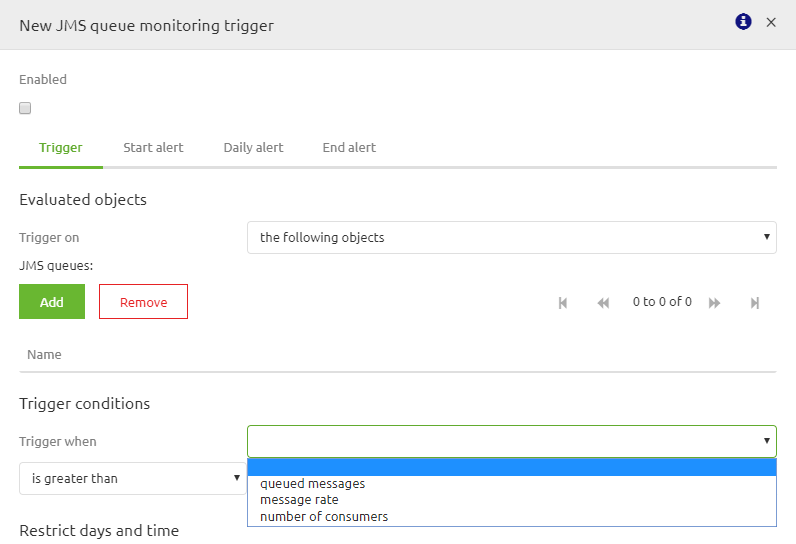 New JMS queue monitoring trigger
Enabled
Trigger Start alert Daily alert End alert
Evaluated objects
Trigger on the following objects
JMS queues:
Add Remove 0 to 0 of 0
Name
Trigger conditions
Trigger when
is greater than
queued messages
message rate
number of consumers
Restrict days and time